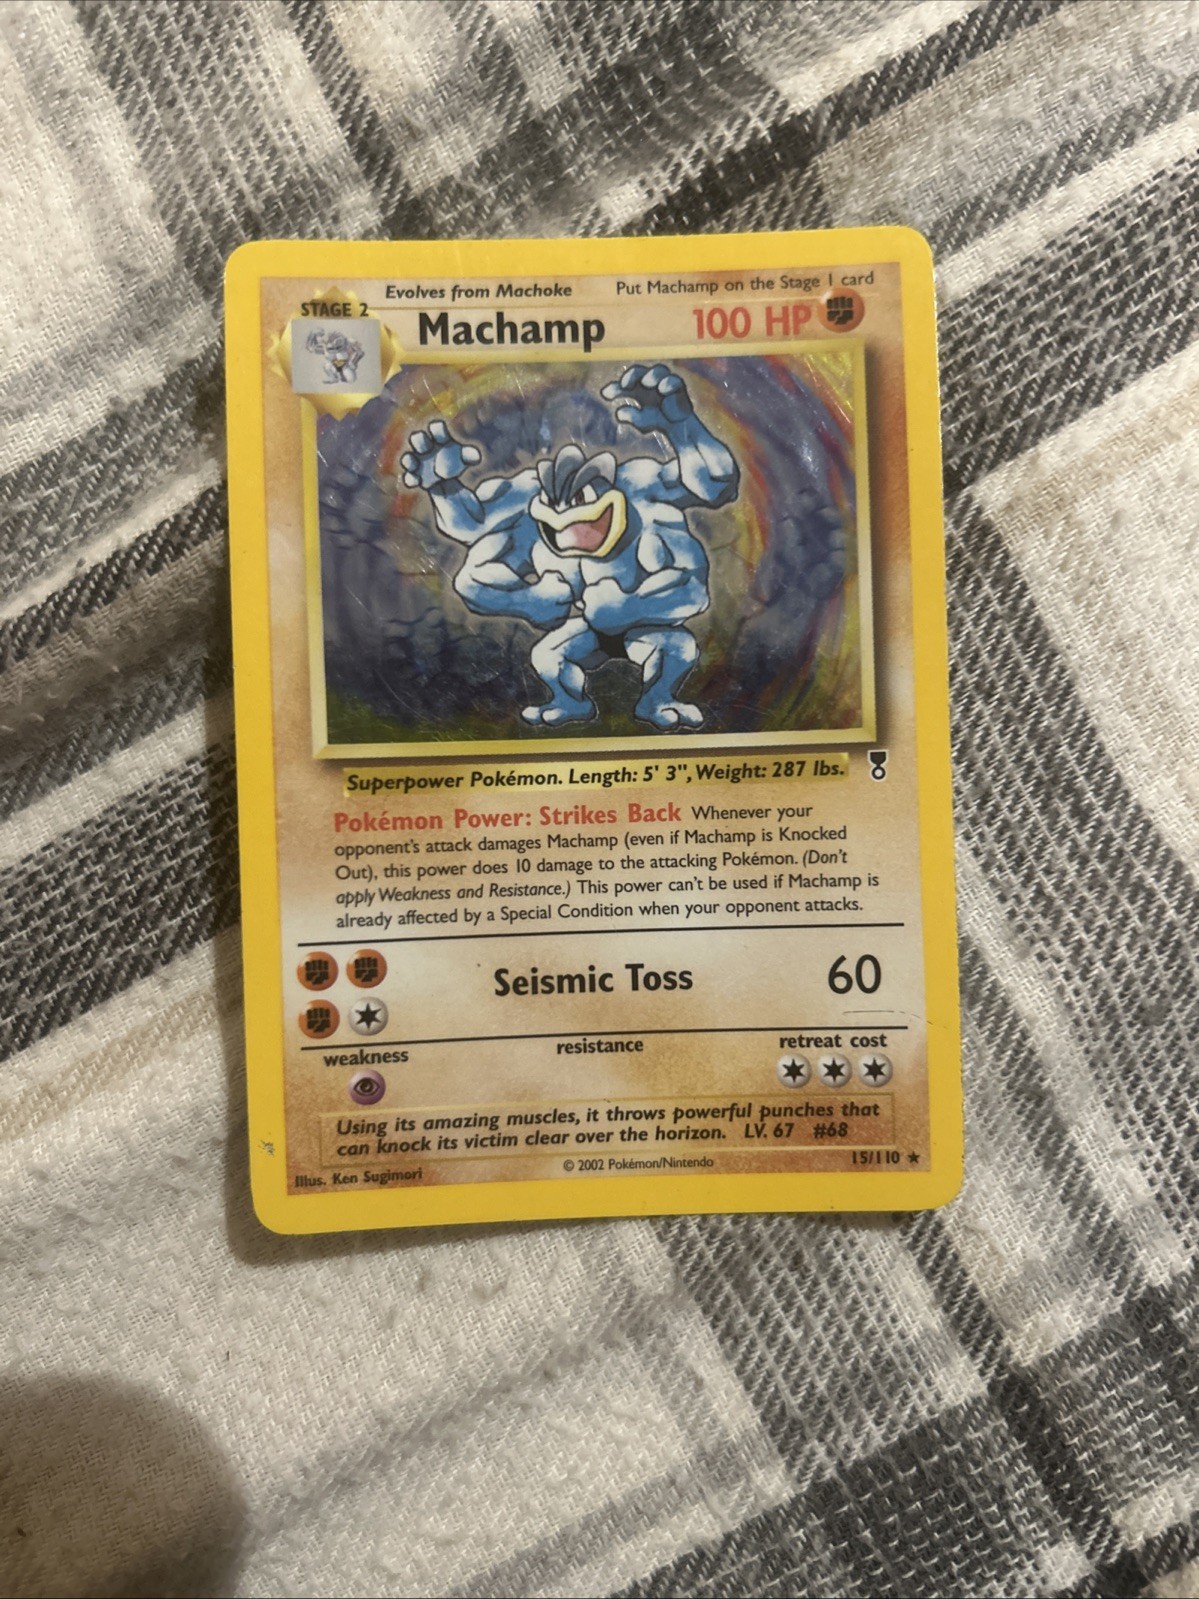 Evolves from Machoke Put Machamp on the Stage 1 card
STAGE 2
Machamp 100 HP
Superpower Pokémon. Length: 5' 3", Weight: 287 lbs.
Pokémon Power: Strikes Back Whenever your
opponent's attack damages Machamp (even if Machamp is Knocked
Out), this power does 10 damage to the attacking Pokémon. (Don't
apply Weakness and Resistance.) This power can't be used if Machamp is
already affected by a Special Condition when your opponent attacks.
Seismic Toss 60
weakness resistance retreat cost
Using its amazing muscles, it throws powerful punches that
can knock its victim clear over the horizon. LV. 67 #68
Illus. Ken Sugimori © 2002 Pokémon/Nintendo 15/110 ★